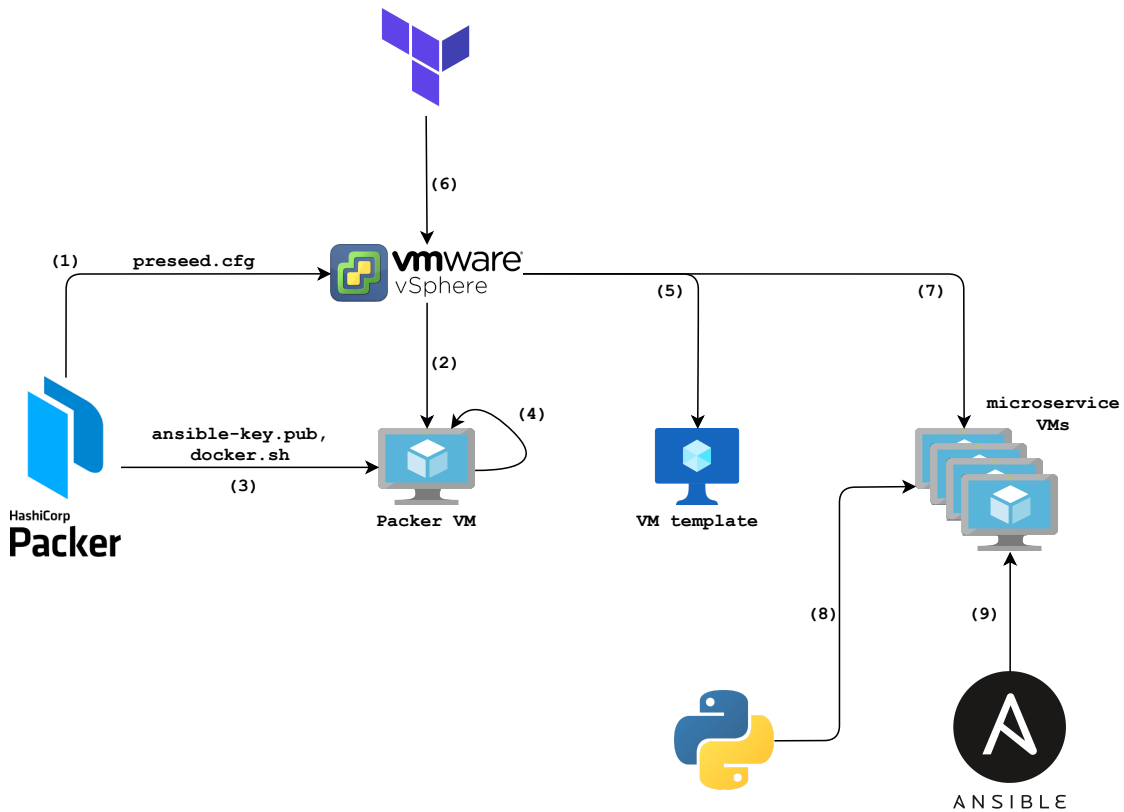 (6)
(1)
preseed.cfg
vmware
vSphere
(5)
(7)
(2)
microservice
VMs
(4)
ansible-key.pub,
docker.sh
(3)
HashiCorp
Packer
Packer VM
VM template
(8)
(9)
ANSIBLE